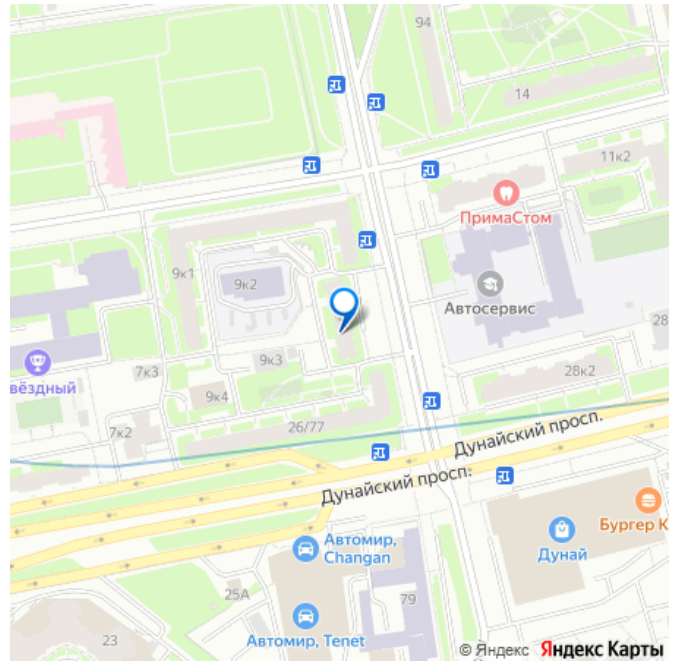 94
14
11к2
ПримаСтом
9к1
9к2
Автосервис
28
вёздный
7к3
9к3
28к2
9к4
7к2
26/77
Дунайский просп.
Дунайский просп.
Бургер К
Автомир,
Changan
Дунай
25А
79
Автомир, Tenet
23
© Яндекс Яндекс Карты